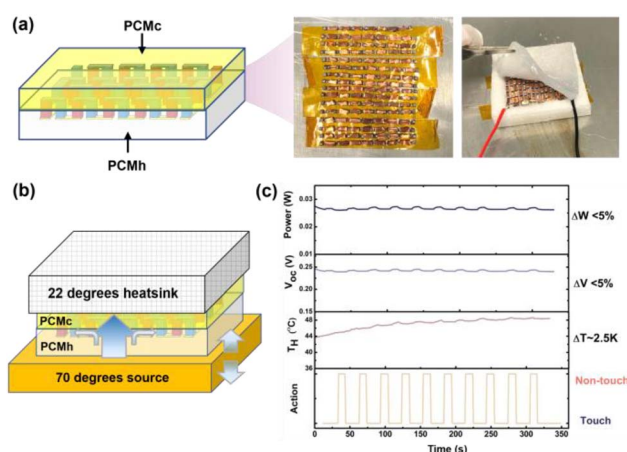 (a)
PCMc
PCMh
(b)
22 degrees heatsink
PCMc
PCMh
70 degrees source
(c)
Power (W)
0.03
0.02
0.01
ΔW <5%
Voc (V)
0.25
0.20
0.15
ΔV <5%
TH (°C)
48
44
40
36
ΔT~2.5K
Action
Non-touch
Touch
0 50 100 150 200 250 300 350
Time (s)